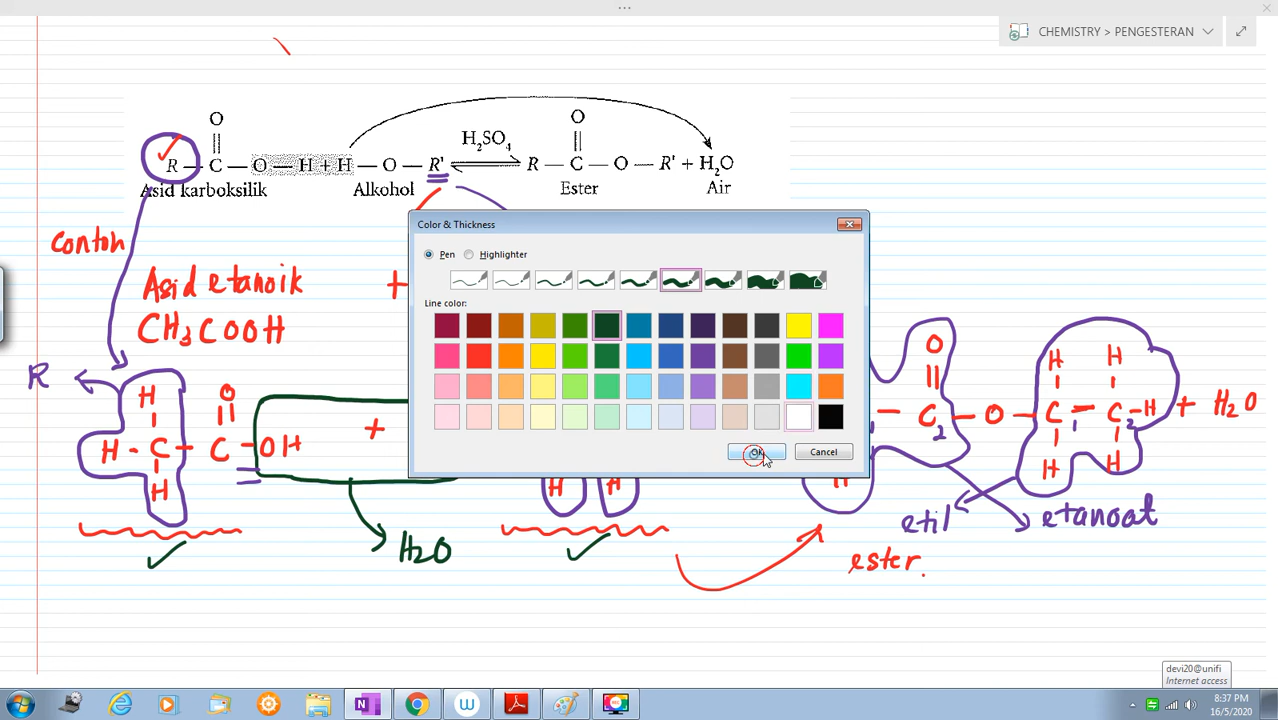 CHEMISTRY > PENGESTERAN
O
O
H₂SO₄
R — C — O — H + H — O — R' ⇌ R — C — O — R' + H₂O
Asid karboksilik Alkohol Ester Air
contoh
Asid etanoik +
CH₃COOH
Color & Thickness
Pen Highlighter
Line color:
OK Cancel
R
H O
H - C - C - OH +
H
H H
O H H
C₂ - O - C - C₂ - H + H₂O
H H H
etil etanoat
H₂O
ester.
devi20@unifi
Internet access
8:37 PM
16/5/2020